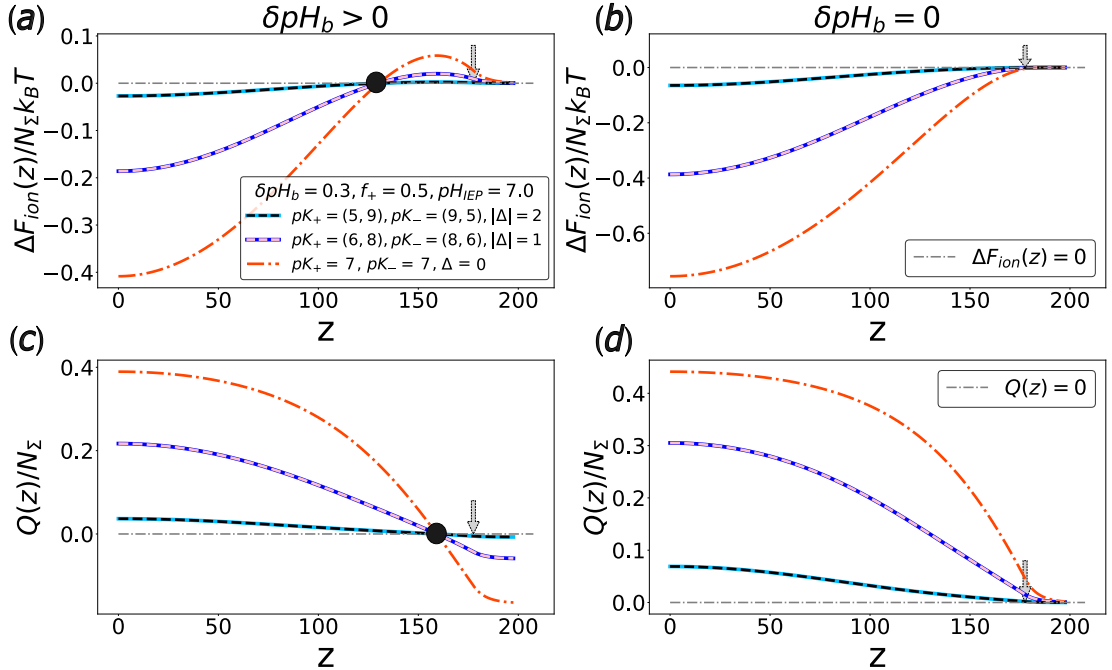 (a) δpH_b > 0
0.1
0.0
−0.1
−0.2
−0.3
−0.4
ΔF_ion(z)/N_Σk_BT
δpH_b = 0.3, f_+ = 0.5, pH_IEP = 7.0
pK_+ = (5, 9), pK_− = (9, 5), |Δ| = 2
pK_+ = (6, 8), pK_− = (8, 6), |Δ| = 1
pK_+ = 7, pK_− = 7, Δ = 0
0 50 100 150 200
z
(b) δpH_b = 0
0.0
−0.2
−0.4
−0.6
ΔF_ion(z)/N_Σk_BT
ΔF_ion(z) = 0
0 50 100 150 200
z
(c)
0.4
0.2
0.0
Q(z)/N_Σ
0 50 100 150 200
z
(d)
0.4
0.3
0.2
0.1
0.0
Q(z)/N_Σ
Q(z) = 0
0 50 100 150 200
z